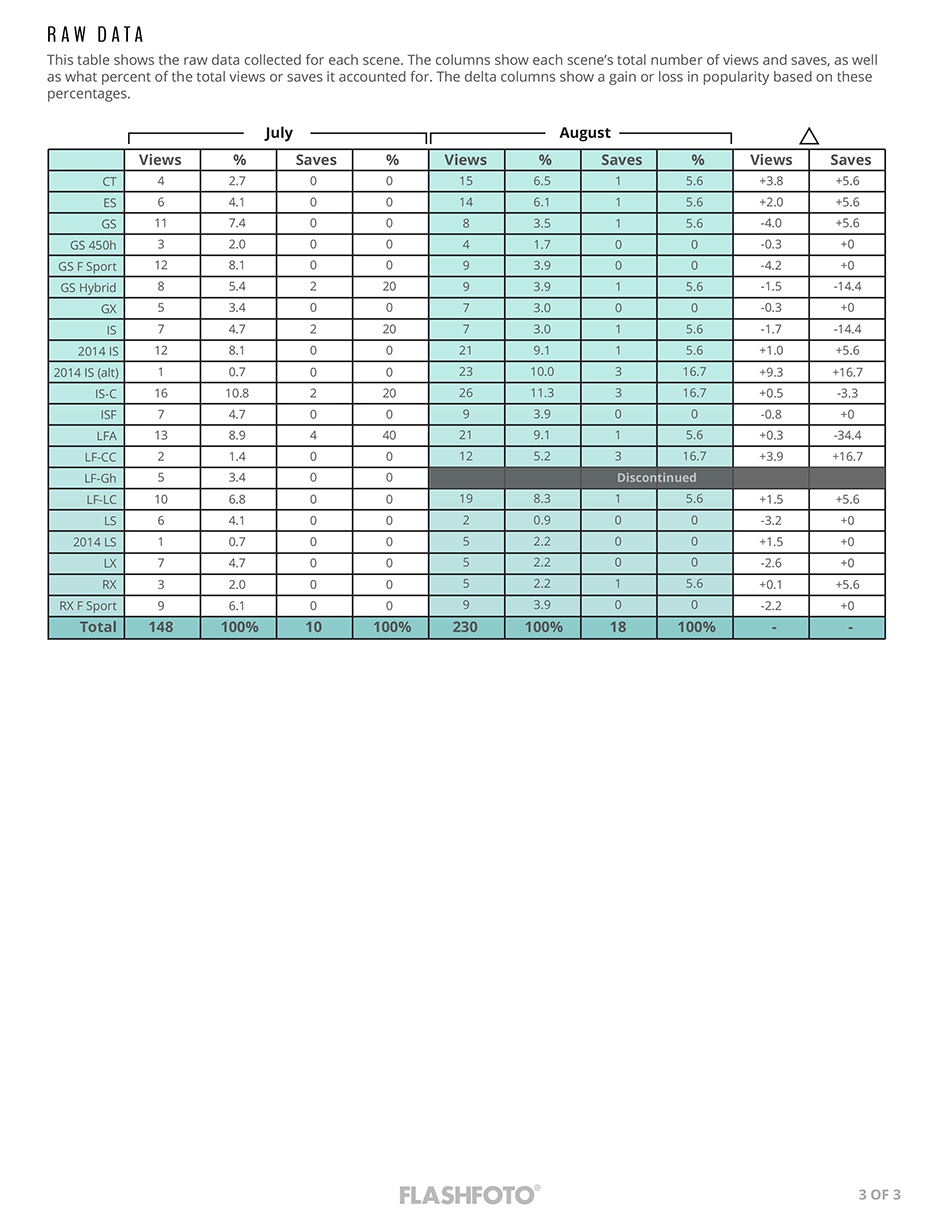 RAW DATA
This table shows the raw data collected for each scene. The columns show each scene's total number of views and saves, as well
as what percent of the total views or saves it accounted for. The delta columns show a gain or loss in popularity based on these
percentages.
July August △
Views % Saves % Views % Saves % Views Saves
CT 4 2.7 0 0 15 6.5 1 5.6 +3.8 +5.6
ES 6 4.1 0 0 14 6.1 1 5.6 +2.0 +5.6
GS 11 7.4 0 0 8 3.5 1 5.6 -4.0 +5.6
GS 450h 3 2.0 0 0 4 1.7 0 0 -0.3 +0
GS F Sport 12 8.1 0 0 9 3.9 0 0 -4.2 +0
GS Hybrid 8 5.4 2 20 9 3.9 1 5.6 -1.5 -14.4
GX 5 3.4 0 0 7 3.0 0 0 -0.3 +0
IS 7 4.7 2 20 7 3.0 1 5.6 -1.7 -14.4
2014 IS 12 8.1 0 0 21 9.1 1 5.6 +1.0 +5.6
2014 IS (alt) 1 0.7 0 0 23 10.0 3 16.7 +9.3 +16.7
IS-C 16 10.8 2 20 26 11.3 3 16.7 +0.5 -3.3
ISF 7 4.7 0 0 9 3.9 0 0 -0.8 +0
LFA 13 8.9 4 40 21 9.1 1 5.6 +0.3 -34.4
LF-CC 2 1.4 0 0 12 5.2 3 16.7 +3.9 +16.7
LF-Gh 5 3.4 0 0 Discontinued
LF-LC 10 6.8 0 0 19 8.3 1 5.6 +1.5 +5.6
LS 6 4.1 0 0 2 0.9 0 0 -3.2 +0
2014 LS 1 0.7 0 0 5 2.2 0 0 +1.5 +0
LX 7 4.7 0 0 5 2.2 0 0 -2.6 +0
RX 3 2.0 0 0 5 2.2 1 5.6 +0.1 +5.6
RX F Sport 9 6.1 0 0 9 3.9 0 0 -2.2 +0
Total 148 100% 10 100% 230 100% 18 100% - -
FLASHFOTO®
3 OF 3